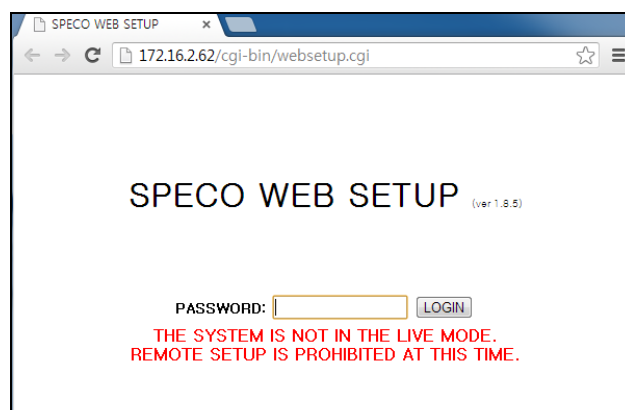 SPECO WEB SETUP
172.16.2.62/cgi-bin/websetup.cgi
SPECO WEB SETUP (ver 1.8.5)
PASSWORD: LOGIN
THE SYSTEM IS NOT IN THE LIVE MODE.
REMOTE SETUP IS PROHIBITED AT THIS TIME.